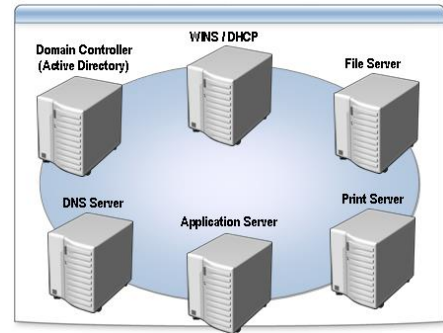 Domain Controller
(Active Directory)
WINS / DHCP
File Server
DNS Server
Application Server
Print Server